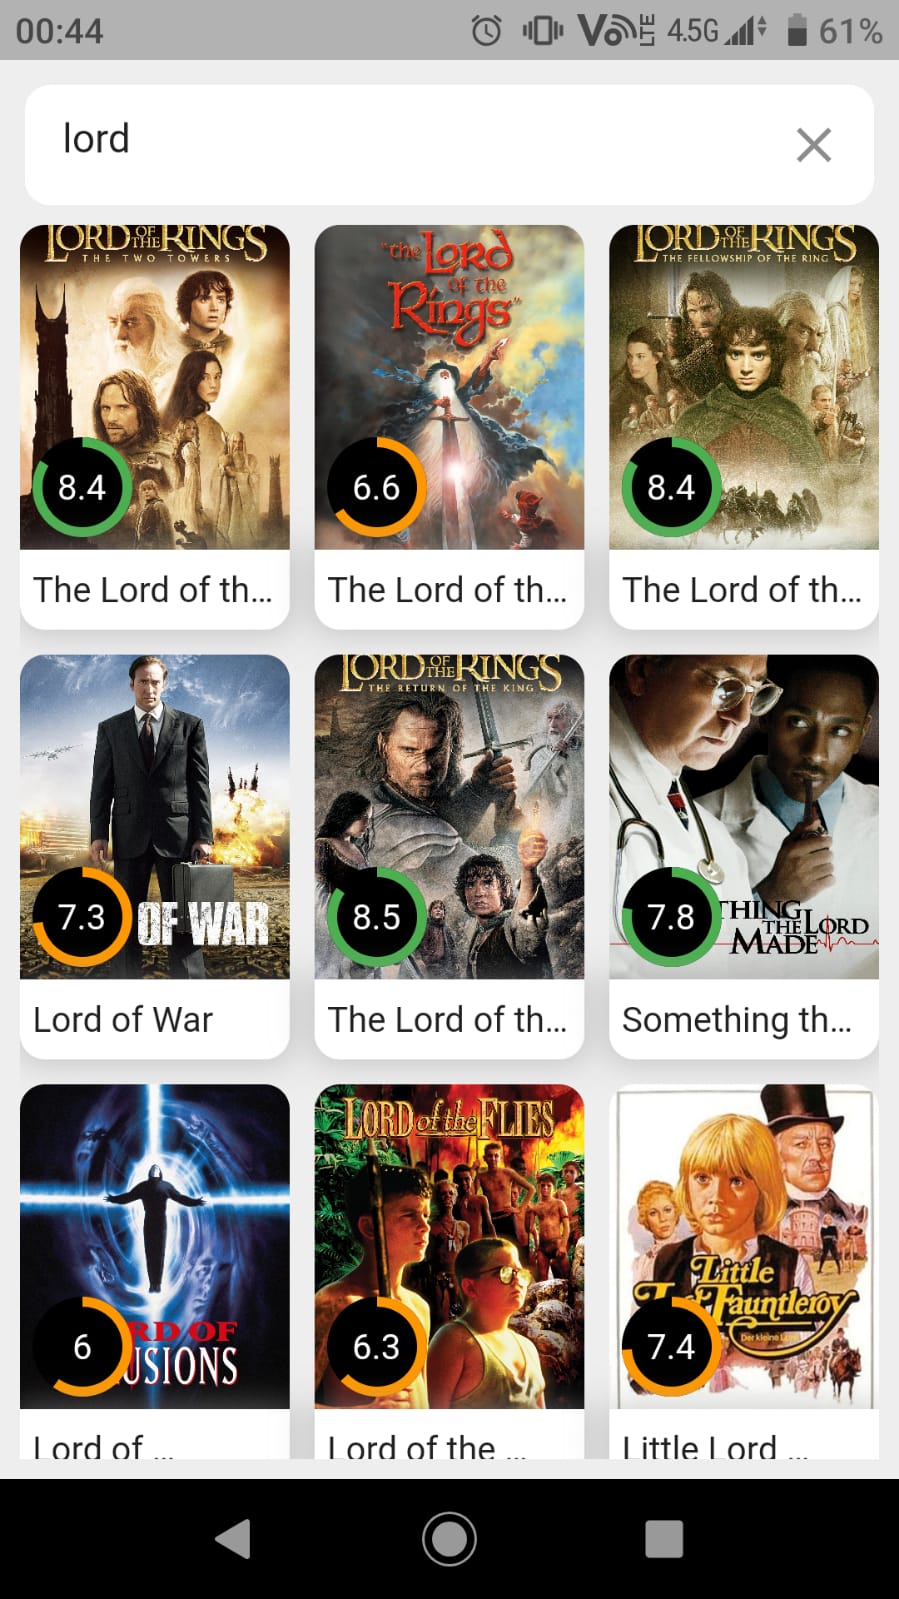 00:44
VoLTE 4.5G 61%
lord
LORD OF THE RINGS
THE TWO TOWERS
8.4
The Lord of th...
"the Lord
of the
Rings"
6.6
The Lord of th...
LORD OF THE RINGS
THE FELLOWSHIP OF THE RING
8.4
The Lord of th...
OF WAR
7.3
Lord of War
LORD OF THE RINGS
THE RETURN OF THE KING
8.5
The Lord of th...
THING
THE LORD
MADE
7.8
Something th...
RD OF
USIONS
6
Lord of ...
LORD of the FLIES
6.3
Lord of the ...
Little
Fauntleroy
Der kleine
7.4
Little Lord ...